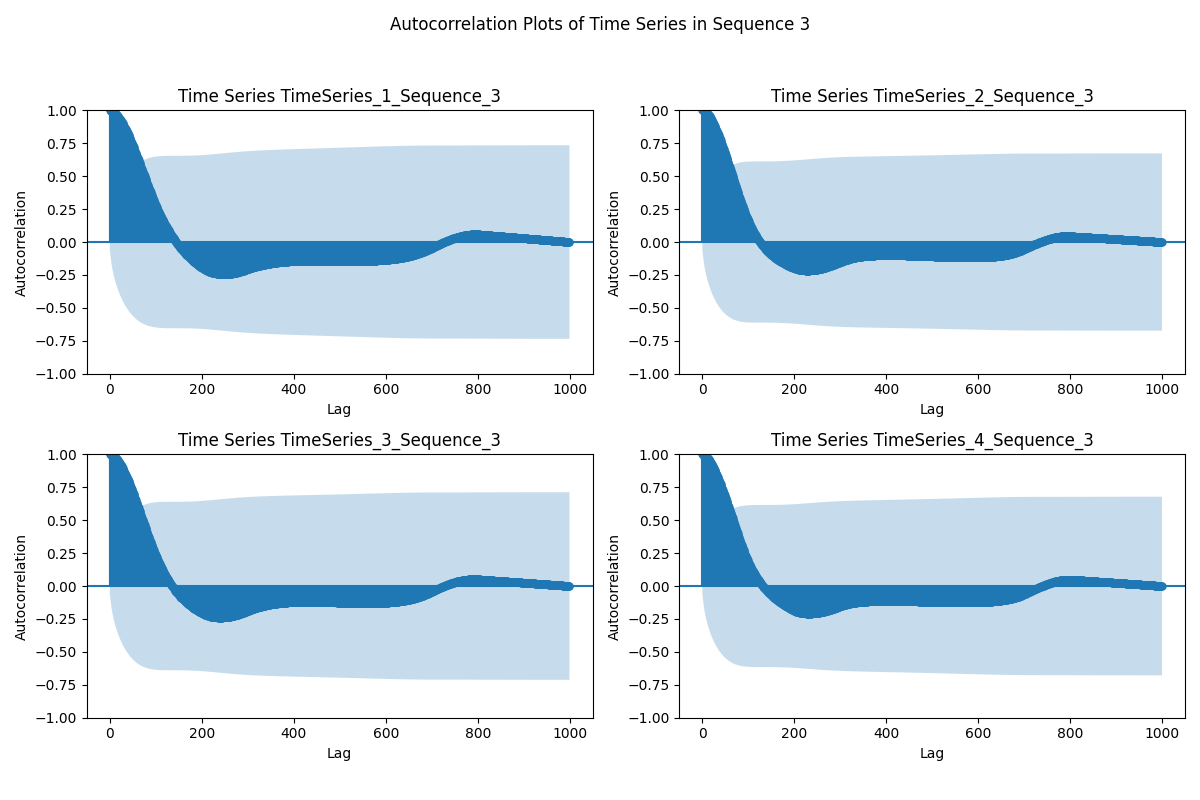 Autocorrelation Plots of Time Series in Sequence 3
Time Series TimeSeries_1_Sequence_3
Autocorrelation
1.00
0.75
0.50
0.25
0.00
−0.25
−0.50
−0.75
−1.00
0 200 400 600 800 1000
Lag
Time Series TimeSeries_2_Sequence_3
Autocorrelation
1.00
0.75
0.50
0.25
0.00
−0.25
−0.50
−0.75
−1.00
0 200 400 600 800 1000
Lag
Time Series TimeSeries_3_Sequence_3
Autocorrelation
1.00
0.75
0.50
0.25
0.00
−0.25
−0.50
−0.75
−1.00
0 200 400 600 800 1000
Lag
Time Series TimeSeries_4_Sequence_3
Autocorrelation
1.00
0.75
0.50
0.25
0.00
−0.25
−0.50
−0.75
−1.00
0 200 400 600 800 1000
Lag